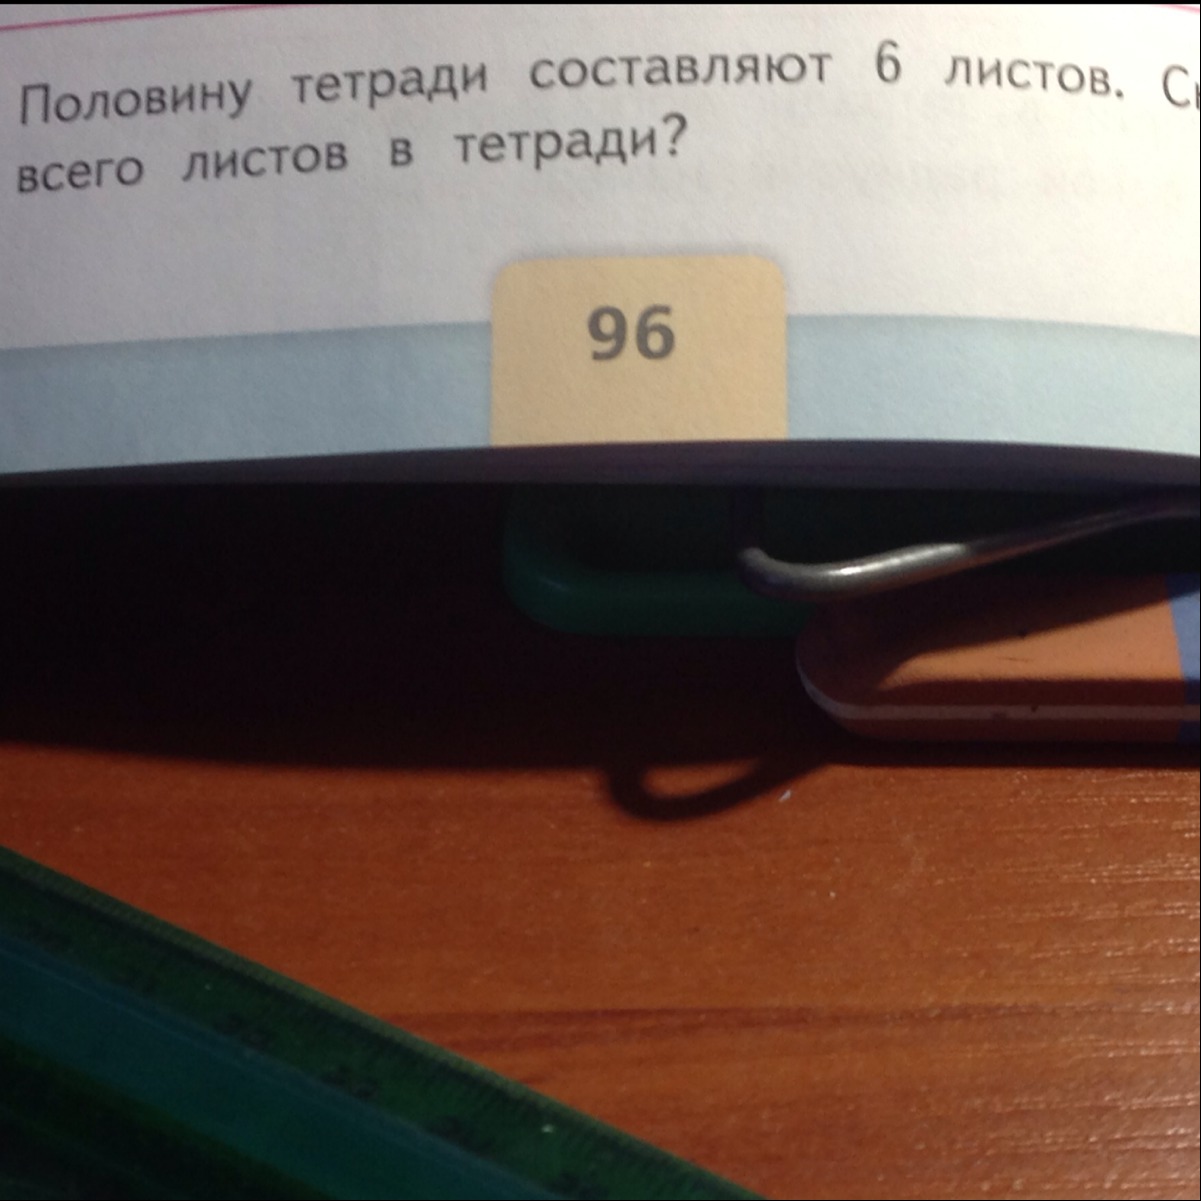 Половину тетради составляют 6 листов.
всего листов в тетради?
96